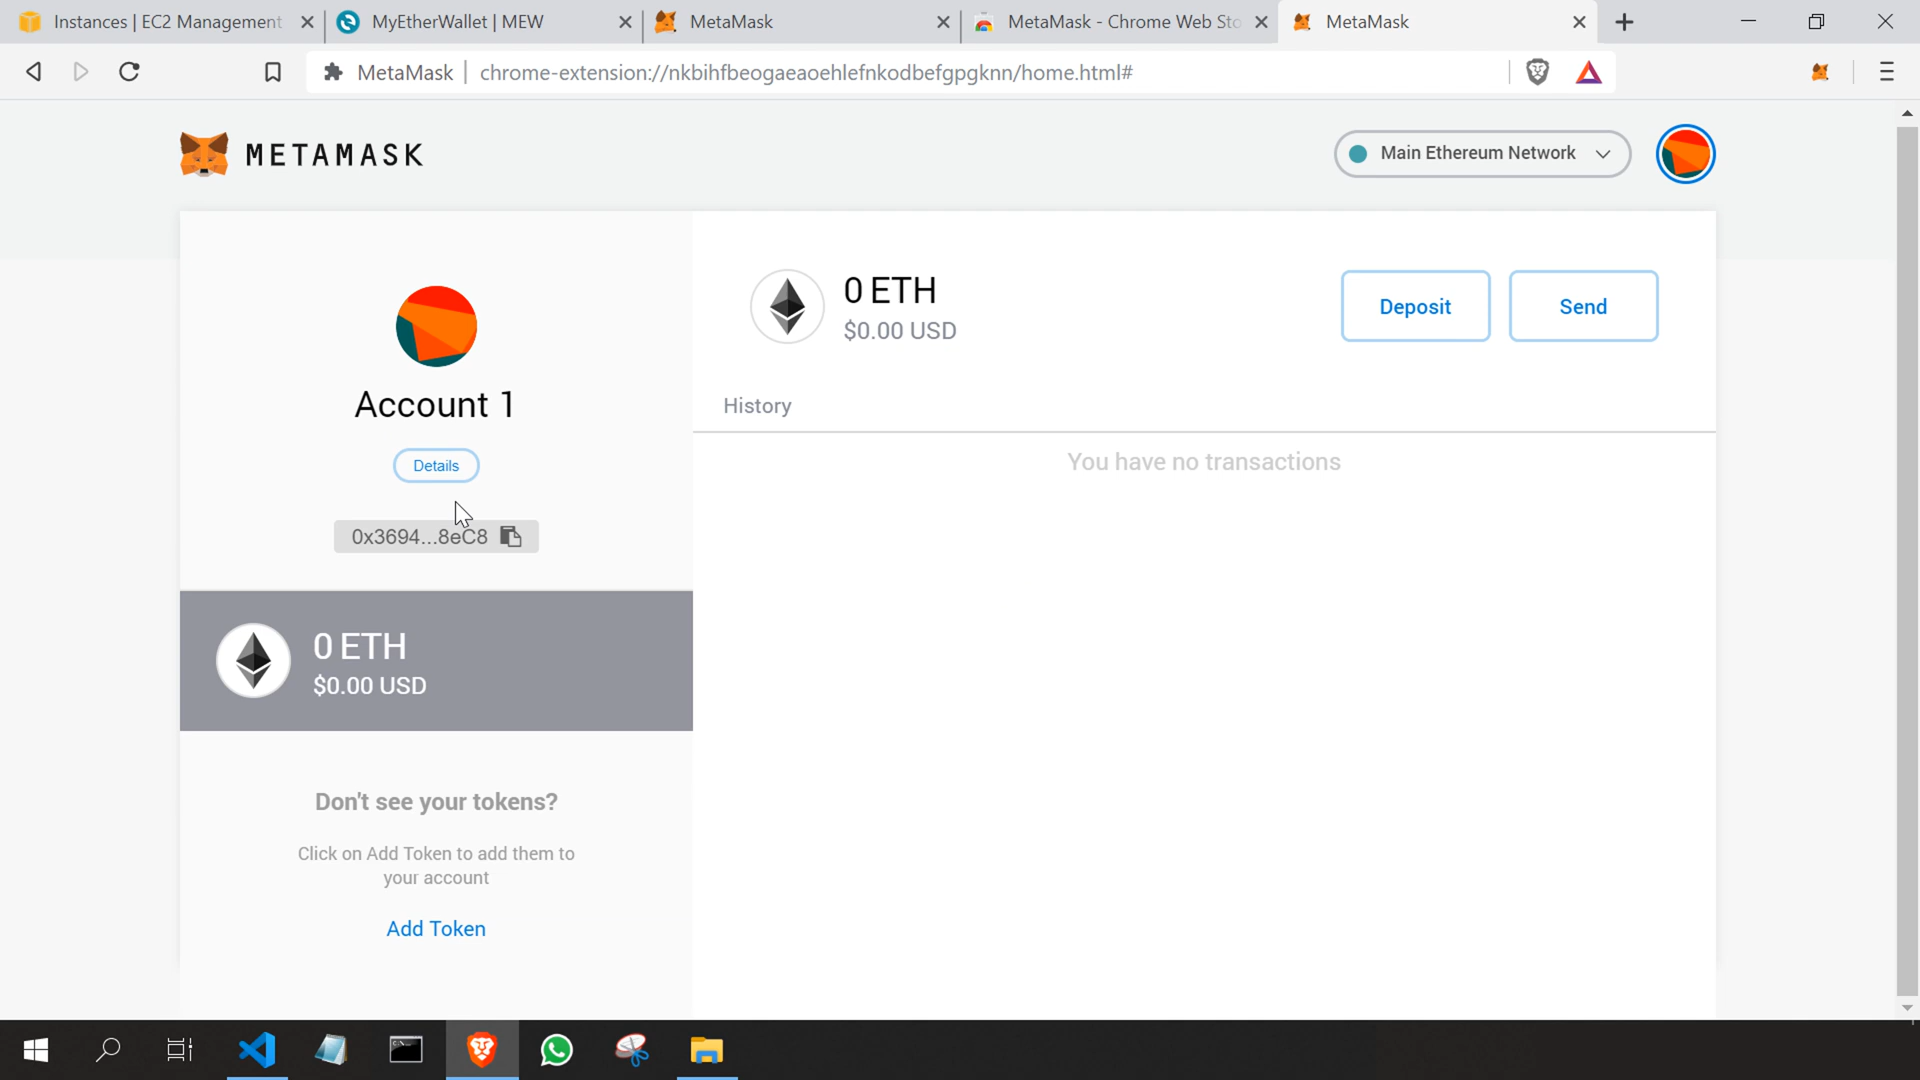 Instances | EC2 Management
MyEtherWallet | MEW
MetaMask
MetaMask - Chrome Web Sto
MetaMask
MetaMask
chrome-extension://nkbihfbeogaeaoehlefnkodbefgpgknn/home.html#
METAMASK
Main Ethereum Network
Account 1
Details
0x3694...8eC8
0 ETH
$0.00 USD
Don't see your tokens?
Click on Add Token to add them to
your account
Add Token
0 ETH
$0.00 USD
Deposit
Send
History
You have no transactions